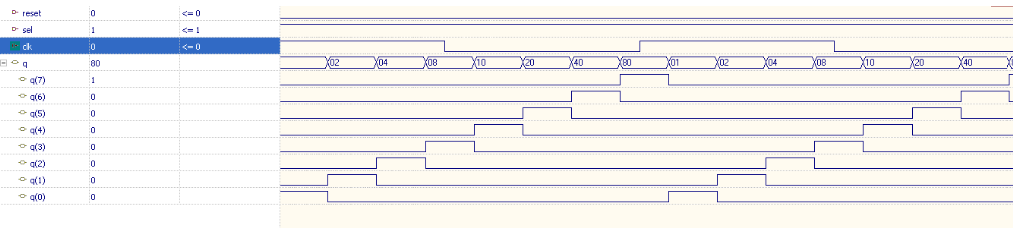 reset 0 <= 0
sel 1 <= 1
clk 0 <= 0
q 80 02 04 08 10 20 40 80 01 02 04 08 10 20 40
q(7) 1
q(6) 0
q(5) 0
q(4) 0
q(3) 0
q(2) 0
q(1) 0
q(0) 0